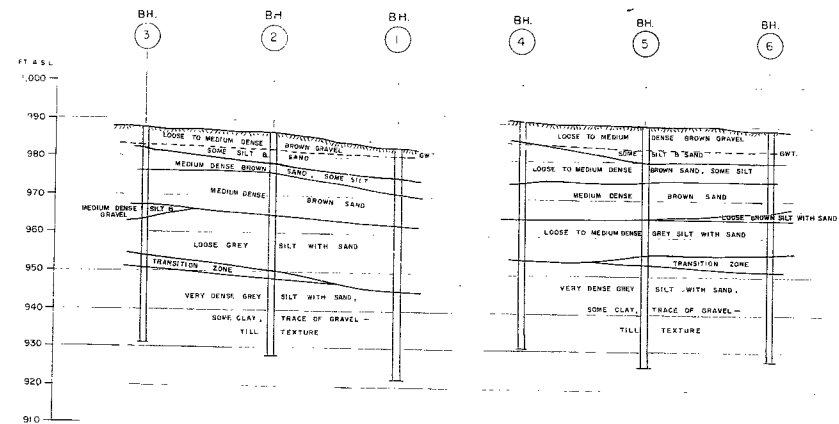 BH.
3
BH
2
BH.
1
BH.
4
BH.
5
BH.
6
FT A S L
1,000
990
980
970
960
950
940
930
920
910
LOOSE TO MEDIUM DENSE BROWN GRAVEL
SOME SILT & SAND
GWT
MEDIUM DENSE BROWN SAND, SOME SILT
MEDIUM DENSE BROWN SAND
MEDIUM DENSE SILT &
GRAVEL
LOOSE GREY SILT WITH SAND
TRANSITION ZONE
VERY DENSE GREY SILT WITH SAND,
SOME CLAY, TRACE OF GRAVEL –
TILL TEXTURE
LOOSE TO MEDIUM DENSE BROWN GRAVEL
SOME SILT & SAND
GWT.
LOOSE TO MEDIUM DENSE BROWN SAND, SOME SILT
MEDIUM DENSE BROWN SAND
LOOSE BROWN SILT WITH SAND
LOOSE TO MEDIUM DENSE GREY SILT WITH SAND
TRANSITION ZONE
VERY DENSE GREY SILT WITH SAND,
SOME CLAY, TRACE OF GRAVEL –
TILL TEXTURE